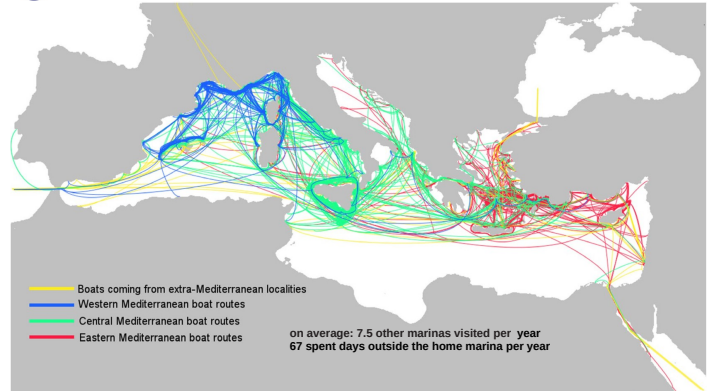 Boats coming from extra-Mediterranean localities
Western Mediterranean boat routes
Central Mediterranean boat routes
Eastern Mediterranean boat routes
on average: 7.5 other marinas visited per year
67 spent days outside the home marina per year